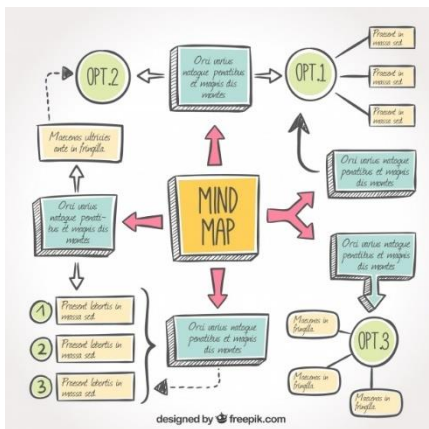 OPT.2
Orci varius
natoque penatibus
et magnis dis
montes
OPT.1
Praesent in
massa sed
Praesent in
massa sed
Praesent in
massa sed
Maecenas ultricies
ante in fringilla
Orci varius
natoque penatibus
et magnis dis
montes
Orci varius
natoque penati-
bus et magnis dis
montes
MIND
MAP
Orci varius natoque
penatibus et magnis
dis montes
1
Praesent lobortis in
massa sed
2
Praesent lobortis in
massa sed
3
Praesent lobortis in
massa sed
Orci varius natoque
penatibus et magnis
dis montes
Maecenas in
fringilla
OPT.3
Maecenas in
fringilla
Maecenas in
fringilla
designed by freepik.com